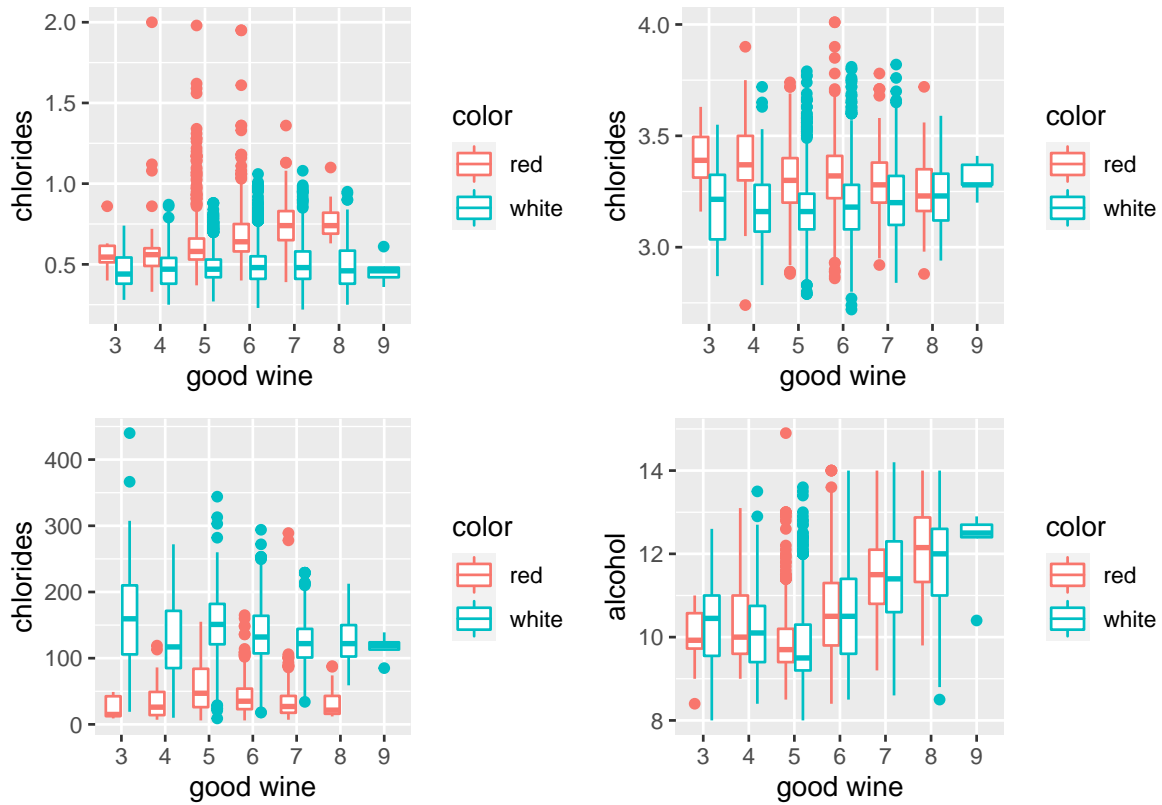 2.0
1.5
1.0
0.5
chlorides
3 4 5 6 7 8 9
good wine
color
red
white
4.0
3.5
3.0
chlorides
3 4 5 6 7 8 9
good wine
color
red
white
400
300
200
100
0
chlorides
3 4 5 6 7 8 9
good wine
color
red
white
14
12
10
8
alcohol
3 4 5 6 7 8 9
good wine
color
red
white